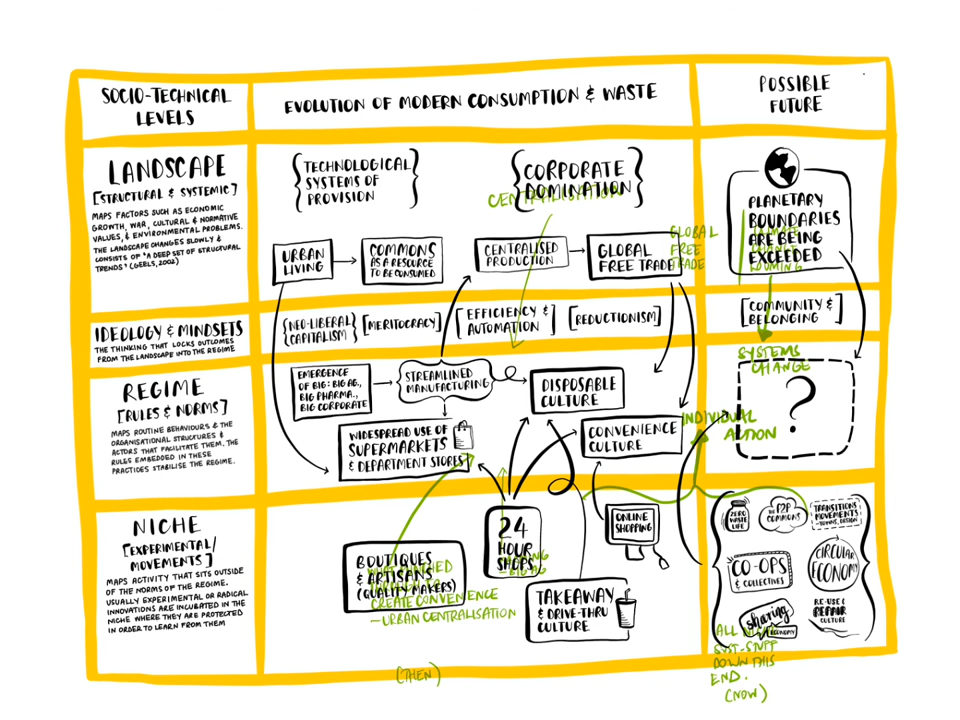 SOCIO-TECHNICAL
LEVELS
EVOLUTION OF MODERN CONSUMPTION & WASTE
POSSIBLE
FUTURE
LANDSCAPE
[STRUCTURAL & SYSTEMIC]
MAPS FACTORS SUCH AS ECONOMIC
GROWTH, WAR, CULTURAL & NORMATIVE
VALUES, & ENVIRONMENTAL PROBLEMS.
THE LANDSCAPE CHANGES SLOWLY &
CONSISTS OF "A DEEP SET OF STRUCTURAL
TRENDS" (GEELS, 2002)
{TECHNOLOGICAL
SYSTEMS OF
PROVISION}
{CORPORATE
DOMINATION}
CENTRALISATION
URBAN
LIVING
COMMONS
AS A RESOURCE
TO BE CONSUMED
CENTRALISED
PRODUCTION
GLOBAL
FREE TRADE
GLOBAL
FREE
TRADE
PLANETARY
BOUNDARIES
ARE BEING
EXCEEDED
CLIMATE
CHANGE
LOOMING
IDEOLOGY & MINDSETS
THE THINKING THAT LOCKS OUTCOMES
FROM THE LANDSCAPE INTO THE REGIME
{NEO-LIBERAL
CAPITALISM}
[MERITOCRACY]
[EFFICIENCY &
AUTOMATION]
[REDUCTIONISM]
[COMMUNITY &
BELONGING]
REGIME
[RULES & NORMS]
MAPS ROUTINE BEHAVIOURS & THE
ORGANISATIONAL STRUCTURES &
ACTORS THAT FACILITATE THEM. THE
RULES EMBEDDED IN THESE
PRACTICES STABILISE THE REGIME.
EMERGENCE
OF BIG: BIG AG.,
BIG PHARMA.,
BIG CORPORATE
STREAMLINED
MANUFACTURING
DISPOSABLE
CULTURE
WIDESPREAD USE OF
SUPERMARKETS
& DEPARTMENT STORES
CONVENIENCE
CULTURE
SYSTEMS
CHANGE
?
INDIVIDUAL
ACTION
NICHE
[EXPERIMENTAL/
MOVEMENTS]
MAPS ACTIVITY THAT SITS OUTSIDE
OF THE NORMS OF THE REGIME.
USUALLY EXPERIMENTAL OR RADICAL
INNOVATIONS ARE INCUBATED IN THE
NICHE WHERE THEY ARE PROTECTED
IN ORDER TO LEARN FROM THEM
BOUTIQUES
& ARTISANS
(QUALITY MAKERS)
CREATE CONVENIENCE
- URBAN CENTRALISATION
24
HOUR
SHOPS
BIG AG
ONLINE
SHOPPING
TAKEAWAY
& DRIVE-THRU
CULTURE
ZERO
WASTE
LIFE
THE P2P
COMMONS
TRANSITIONS
MOVEMENTS
- TOWNS, DESIGN
CO-OPS
& COLLECTIVES
CIRCULAR
ECONOMY
sharing
ECONOMY
RE-USE &
REPAIR
CULTURE
ALL
SYST-STUFF
DOWN THIS
END.
(NOW)
(THEN)